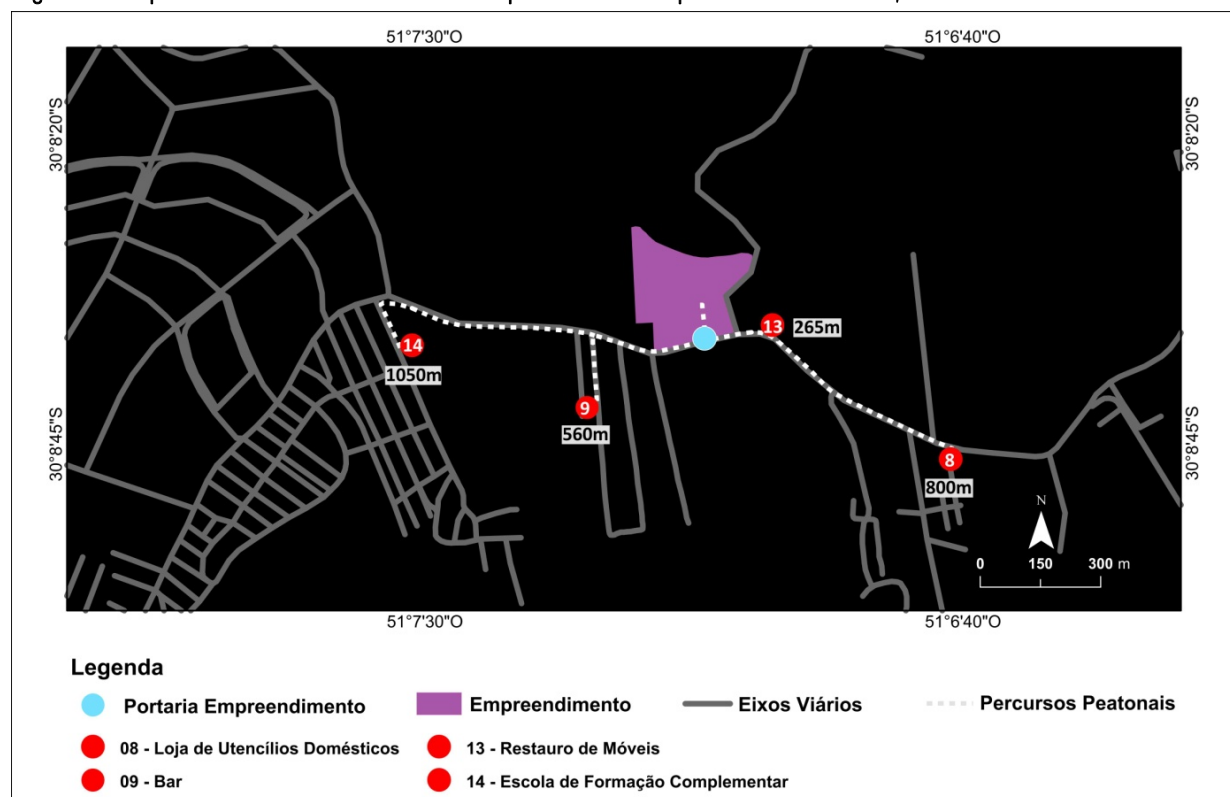 51°7'30"O 51°6'40"O
30°8'20"S 30°8'20"S
13 265m
14
1050m
9
560m
30°8'45"S 30°8'45"S
8
800m
N
0 150 300 m
51°7'30"O 51°6'40"O
Legenda
Portaria Empreendimento Empreendimento Eixos Viários Percursos Peatonais
08 - Loja de Utencílios Domésticos 13 - Restauro de Móveis
09 - Bar 14 - Escola de Formação Complementar